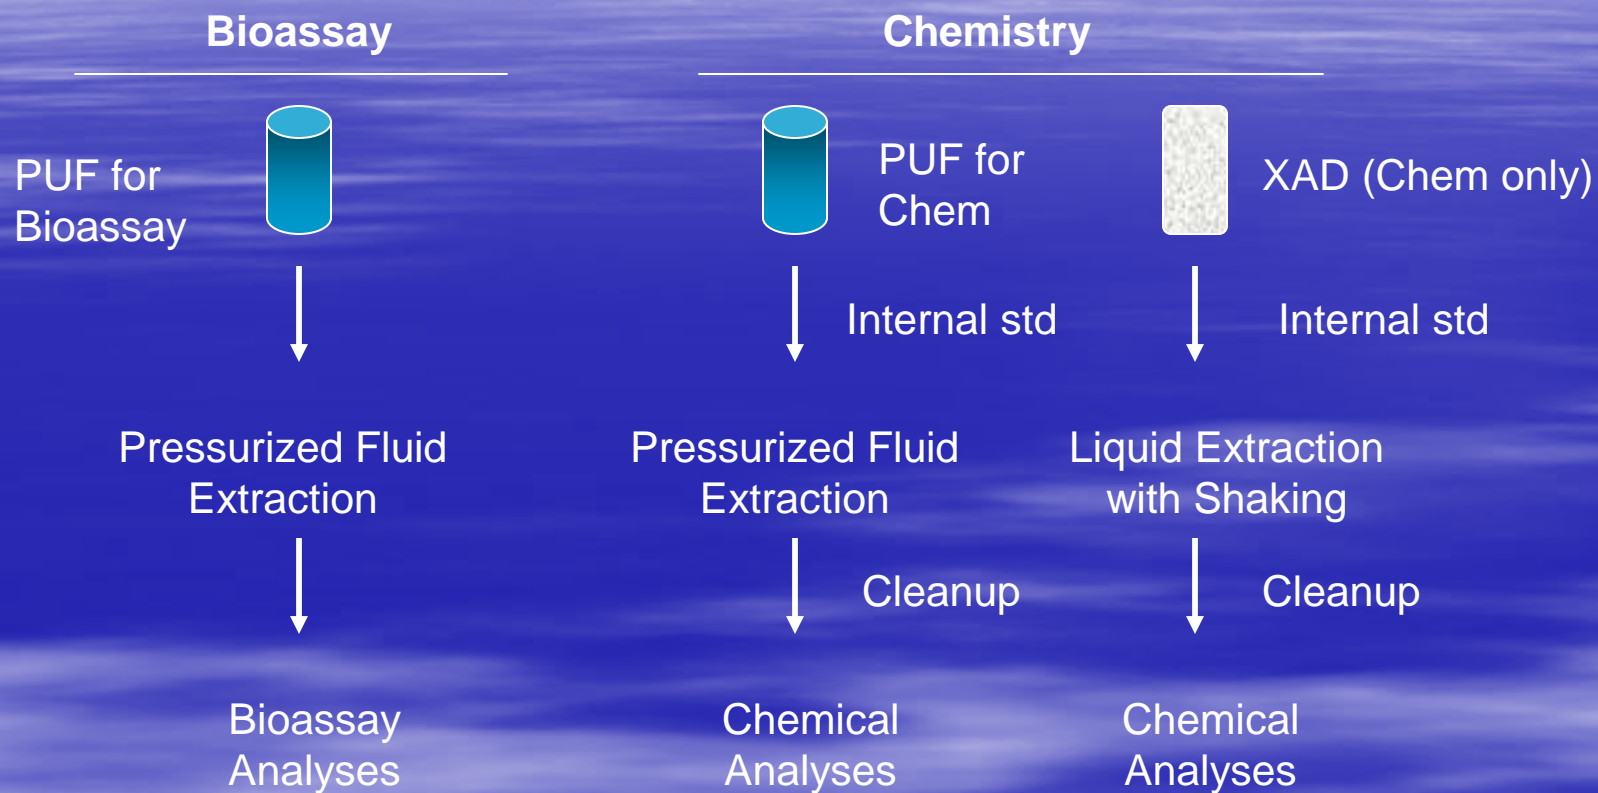 Bioassay
Chemistry
PUF for
Bioassay
PUF for
Chem
XAD (Chem only)
Internal std
Internal std
Pressurized Fluid
Extraction
Pressurized Fluid
Extraction
Liquid Extraction
with Shaking
Cleanup
Cleanup
Bioassay
Analyses
Chemical
Analyses
Chemical
Analyses